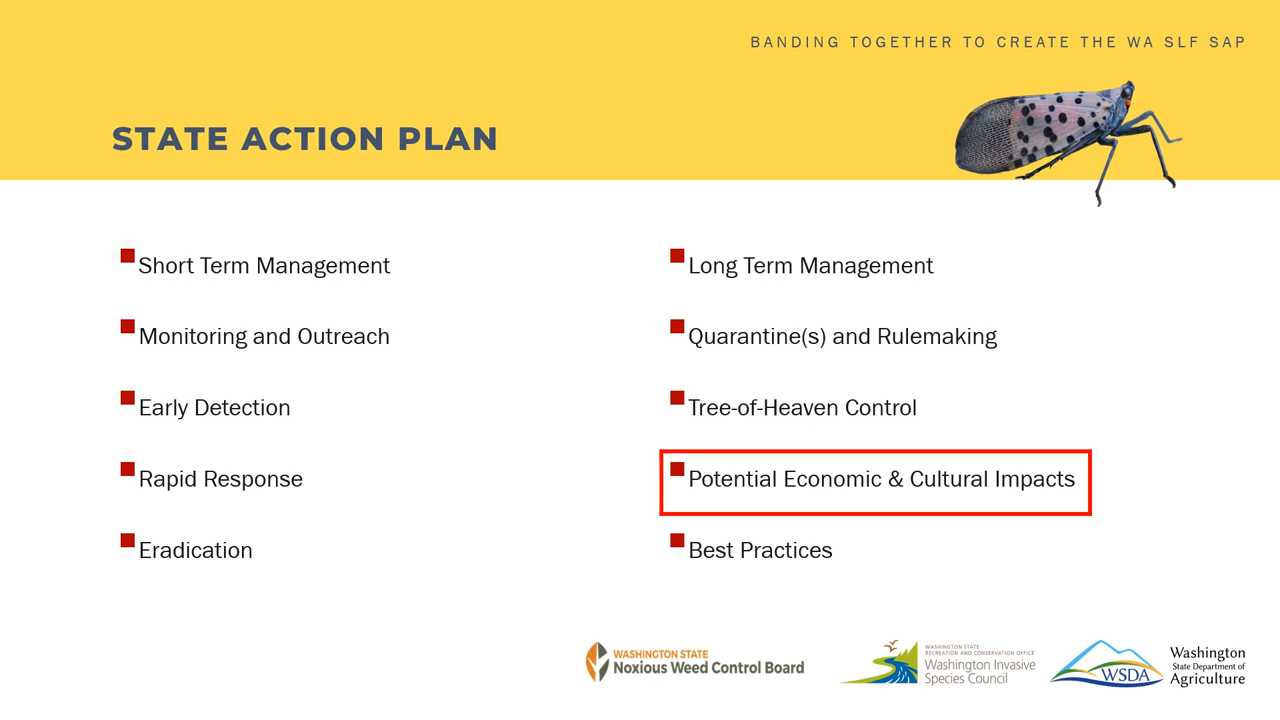 BANDING TOGETHER TO CREATE THE WA SLF SAP
STATE ACTION PLAN
Short Term Management
Monitoring and Outreach
Early Detection
Rapid Response
Eradication
Long Term Management
Quarantine(s) and Rulemaking
Tree-of-Heaven Control
Potential Economic & Cultural Impacts
Best Practices
WASHINGTON STATE
Noxious Weed Control Board
WASHINGTON STATE
RECREATION AND CONSERVATION OFFICE
Washington Invasive
Species Council
WSDA
Washington
State Department of
Agriculture